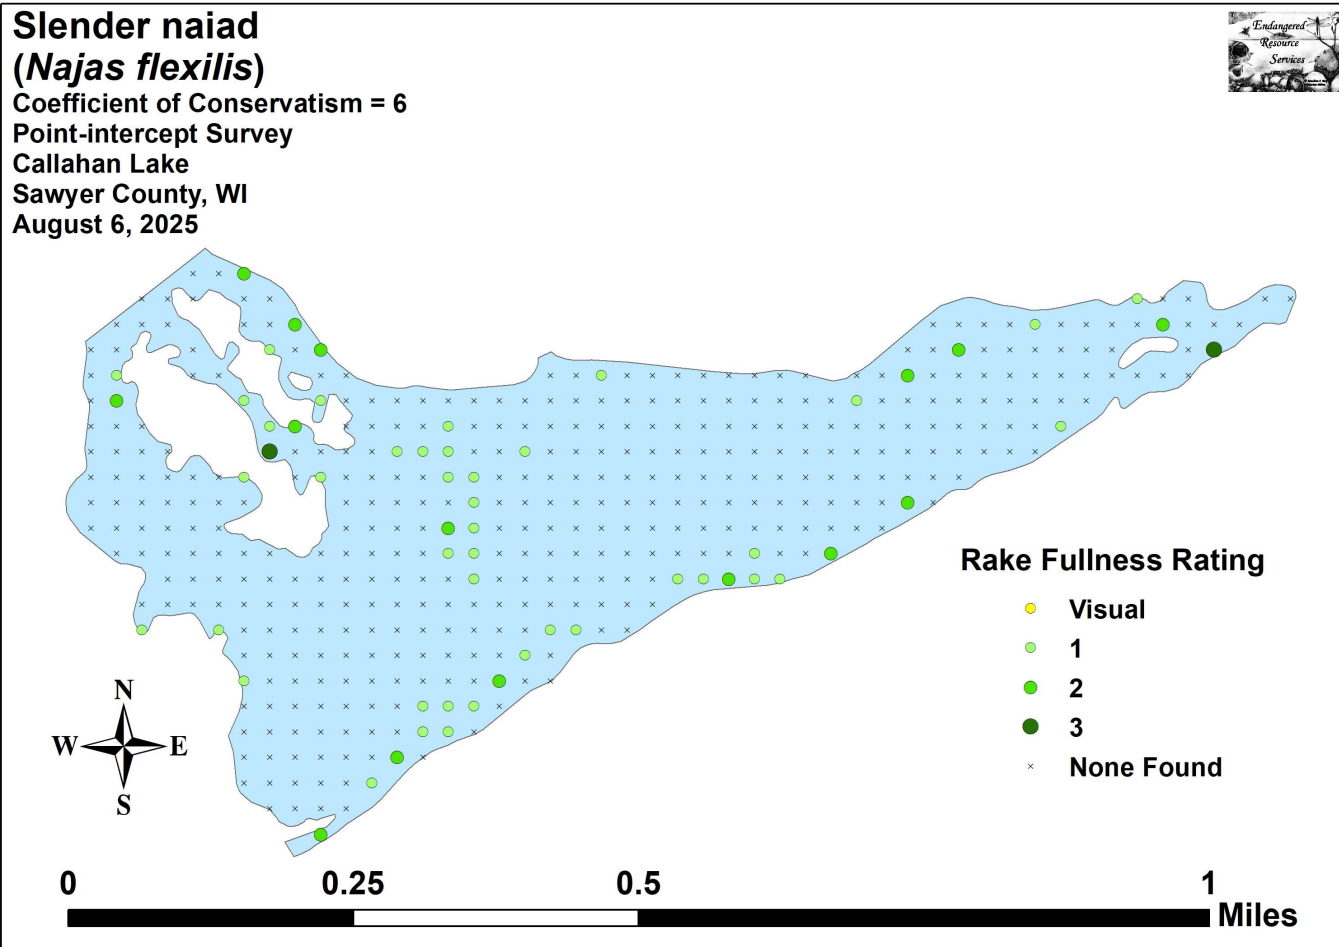 Slender naiad
(Najas flexilis)
Coefficient of Conservatism = 6
Point-intercept Survey
Callahan Lake
Sawyer County, WI
August 6, 2025
Endangered
Resource
Services
Rake Fullness Rating
Visual
1
2
3
None Found
N
W E
S
0 0.25 0.5 1
Miles